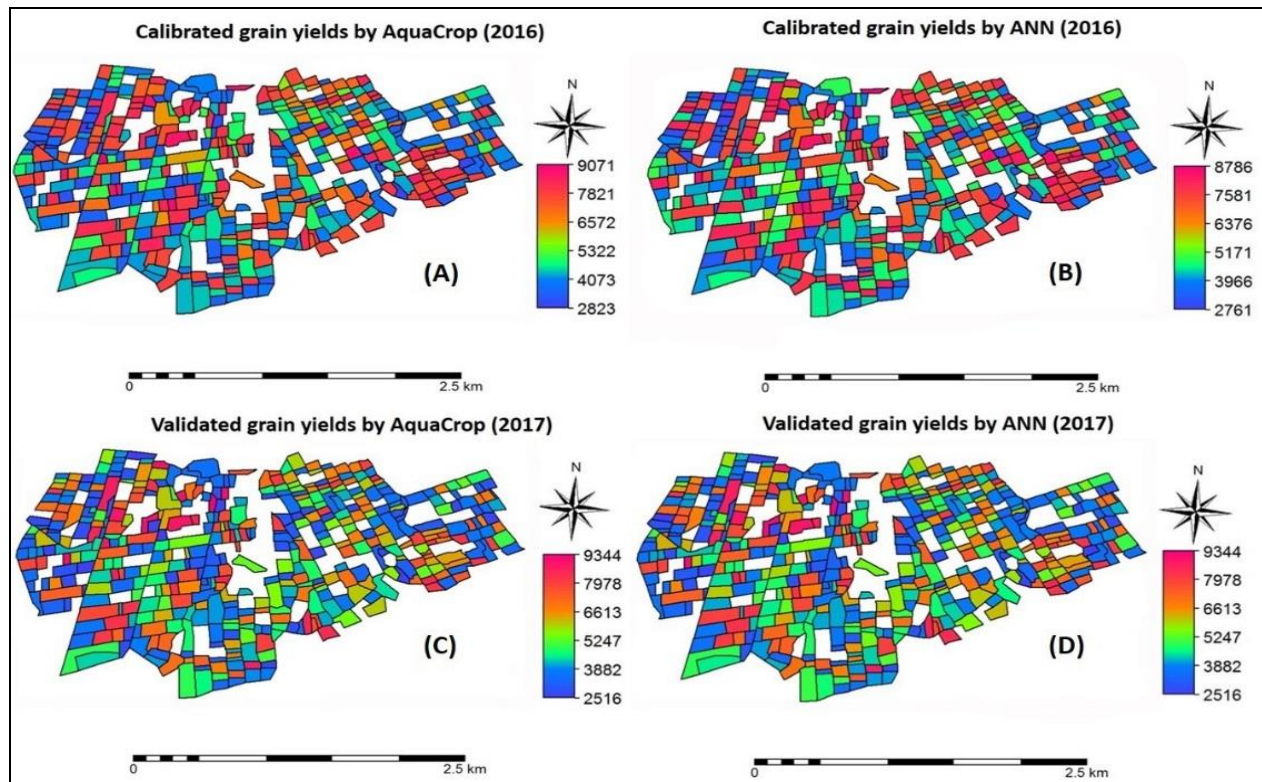 Calibrated grain yields by AquaCrop (2016)
N
9071
7821
6572
5322
4073
2823
(A)
0 2.5 km
Calibrated grain yields by ANN (2016)
N
8786
7581
6376
5171
3966
2761
(B)
0 2.5 km
Validated grain yields by AquaCrop (2017)
N
9344
7978
6613
5247
3882
2516
(C)
0 2.5 km
Validated grain yields by ANN (2017)
N
9344
7978
6613
5247
3882
2516
(D)
0 2.5 km